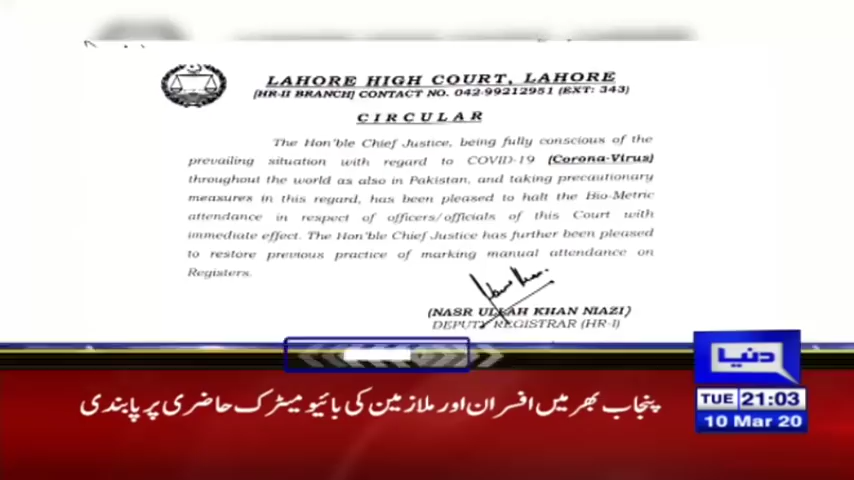 LAHORE HIGH COURT, LAHORE
[HR-II BRANCH] CONTACT NO. 042-99212951 (EXT: 343)
CIRCULAR
The Hon'ble Chief Justice, being fully conscious of the
prevailing situation with regard to COVID-19 (Corona-Virus)
throughout the world as also in Pakistan, and taking precautionary
measures in this regard, has been pleased to halt the Bio-Metric
attendance in respect of officers/officials of this Court with
immediate effect. The Hon'ble Chief Justice has further been pleased
to restore previous practice of marking manual attendance on
Registers.
(NASR ULLAH KHAN NIAZI)
DEPUTY REGISTRAR (HR-I)
دنیا
پنجاب بھر میں افسران اور ملازمین کی بائیو میٹرک حاضری پر پابندی
TUE 21:03
10 Mar 20